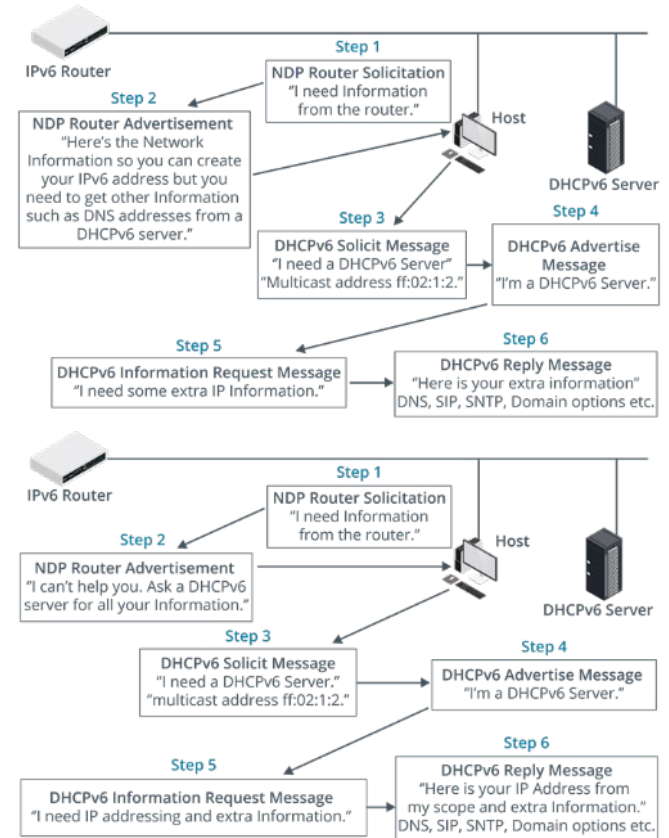 Step 1
IPv6 Router
NDP Router Solicitation
"I need Information
from the router."
Step 2
NDP Router Advertisement
"Here's the Network
Information so you can create
your IPv6 address but you
need to get other Information
such as DNS addresses from a
DHCPv6 server."
Host
DHCPv6 Server
Step 3
DHCPv6 Solicit Message
"I need a DHCPv6 Server"
"Multicast address ff:02:1:2."
Step 4
DHCPv6 Advertise
Message
"I'm a DHCPv6 Server."
Step 5
DHCPv6 Information Request Message
"I need some extra IP Information."
Step 6
DHCPv6 Reply Message
"Here is your extra information"
DNS, SIP, SNTP, Domain options etc.
IPv6 Router
Step 1
NDP Router Solicitation
"I need Information
from the router."
Step 2
NDP Router Advertisement
"I can't help you. Ask a DHCPv6
server for all your Information."
Host
DHCPv6 Server
Step 3
DHCPv6 Solicit Message
"I need a DHCPv6 Server."
"multicast address ff:02:1:2."
Step 4
DHCPv6 Advertise Message
"I'm a DHCPv6 Server."
Step 5
DHCPv6 Information Request Message
"I need IP addressing and extra Information."
Step 6
DHCPv6 Reply Message
"Here is your IP Address from
my scope and extra Information."
DNS, SIP, SNTP, Domain options etc.